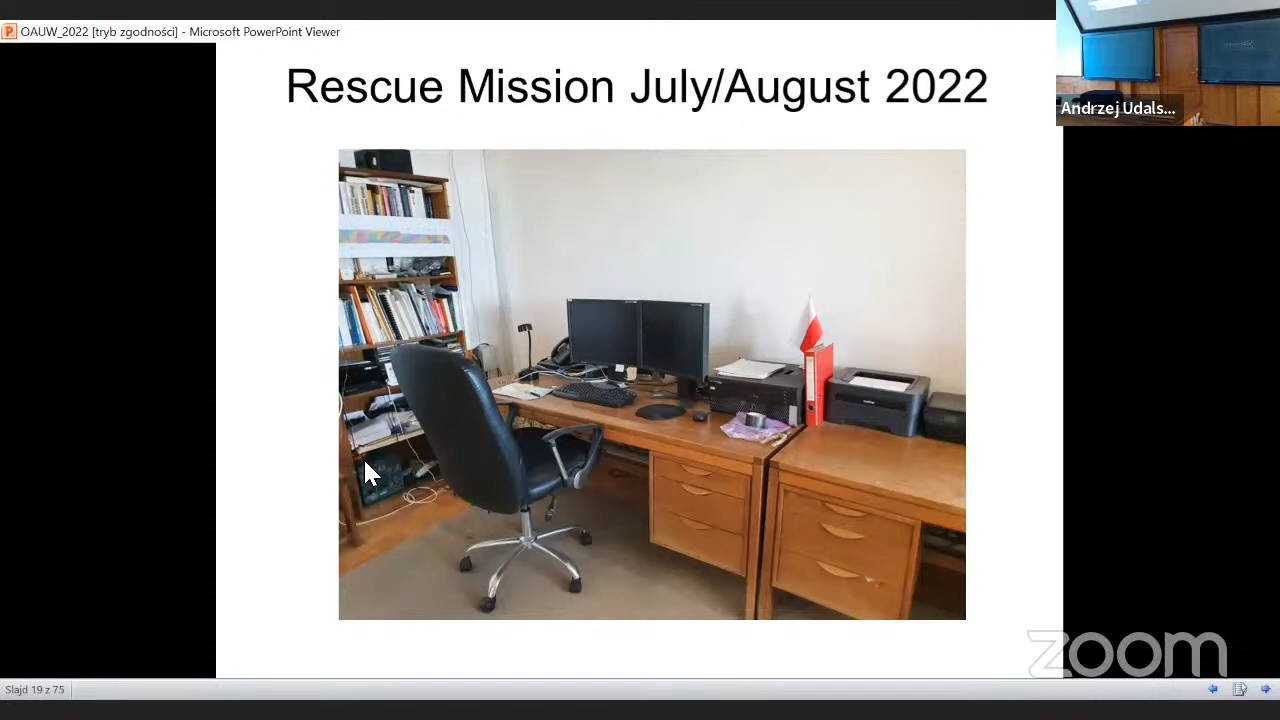 OAUW_2022 [tryb zgodności] - Microsoft PowerPoint Viewer
Rescue Mission July/August 2022
Andrzej Udals...
zoom
Slajd 19 z 75